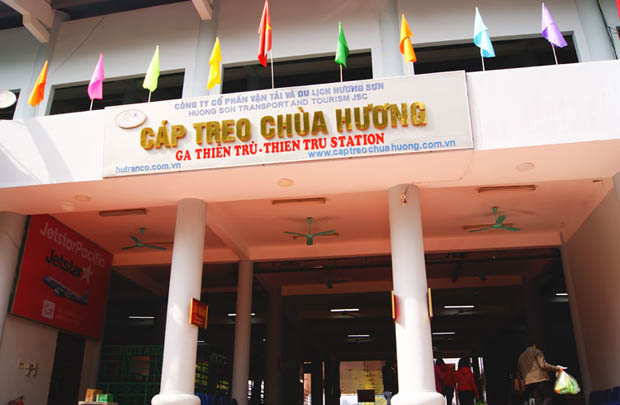 CÔNG TY CỔ PHẦN VẬN TẢI VÀ DU LỊCH HƯƠNG SƠN
HUONG SON TRANSPORT AND TOURISM JSC
CÁP TREO CHÙA HƯƠNG
GA THIÊN TRÙ - THIEN TRU STATION
hutranco.com.vn
www.captreochuahuong.com.vn
JetstarPacific
Jetstar